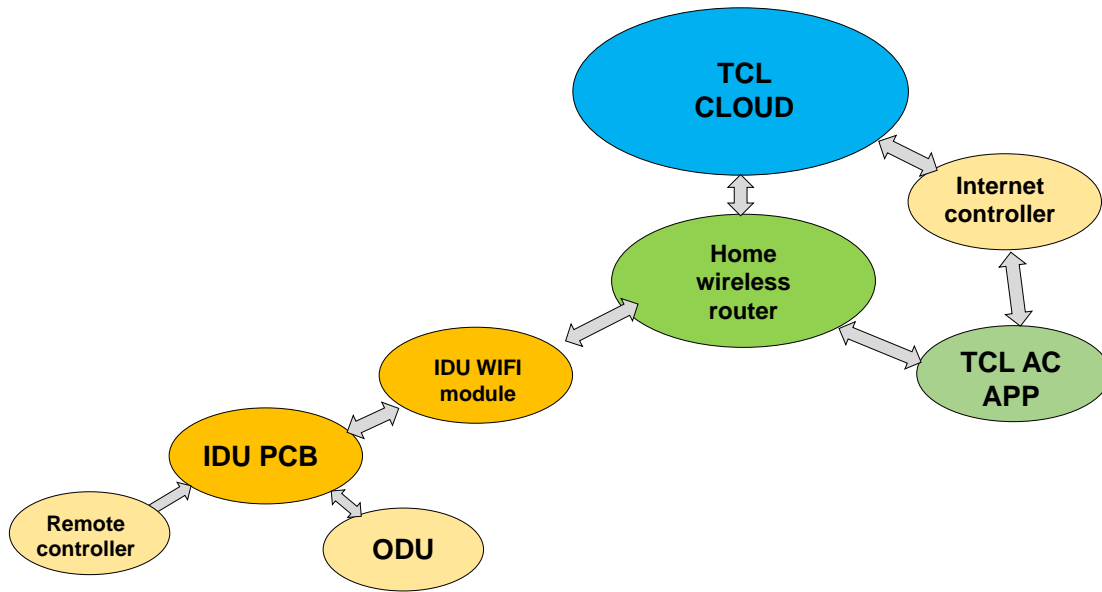 TCL
CLOUD
Internet
controller
Home
wireless
router
IDU WIFI
module
TCL AC
APP
IDU PCB
Remote
controller
ODU